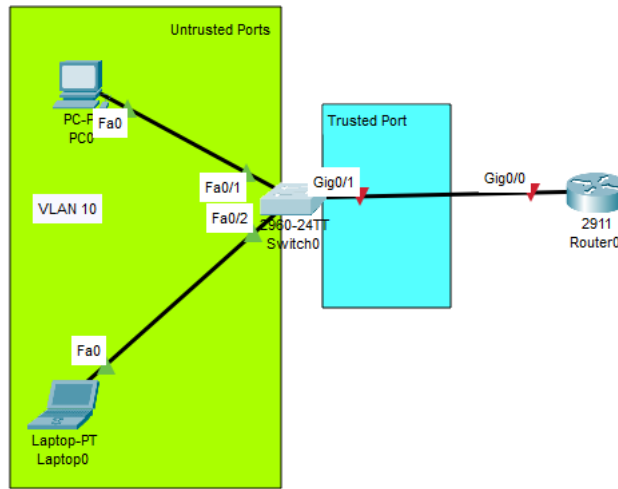 Untrusted Ports
PC-P
PC0
Fa0
Trusted Port
Fa0/1
Gig0/1
Gig0/0
VLAN 10
Fa0/2
2960-24TT
Switch0
2911
Router0
Fa0
Laptop-PT
Laptop0